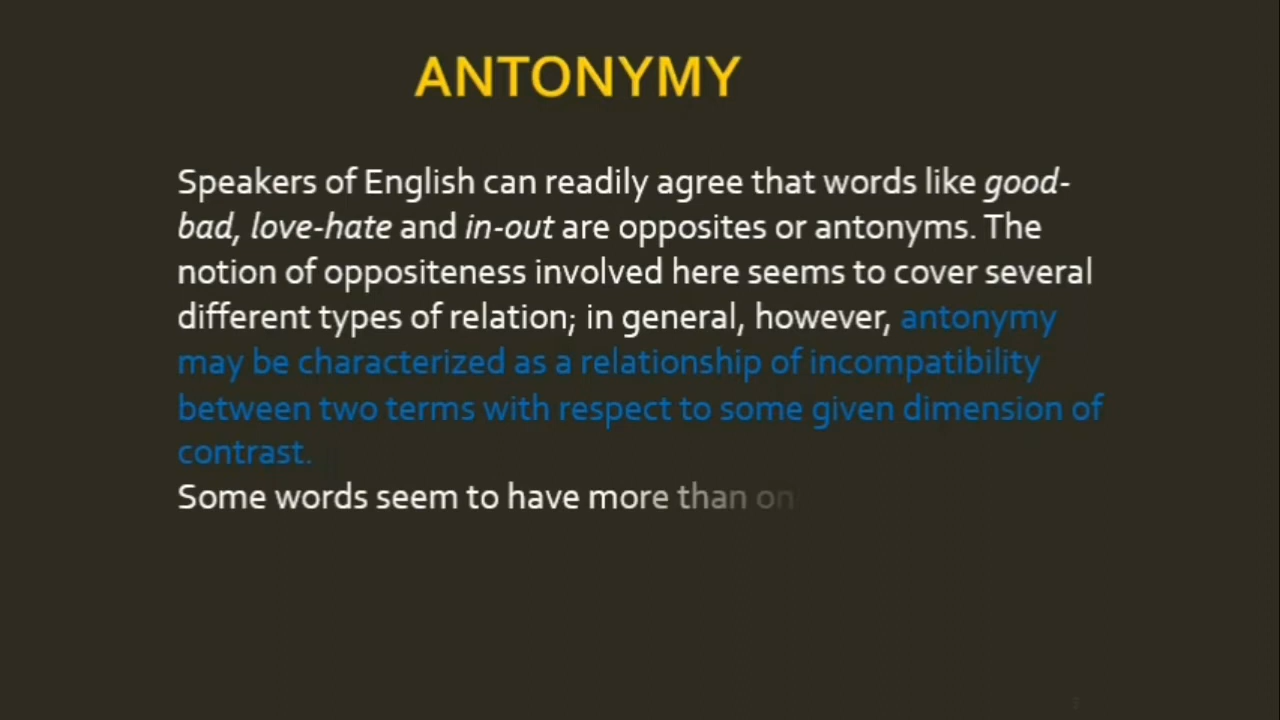 ANTONYMY
Speakers of English can readily agree that words like good-
bad, love-hate and in-out are opposites or antonyms. The
notion of oppositeness involved here seems to cover several
different types of relation; in general, however, antonymy
may be characterized as a relationship of incompatibility
between two terms with respect to some given dimension of
contrast.
Some words seem to have more than on